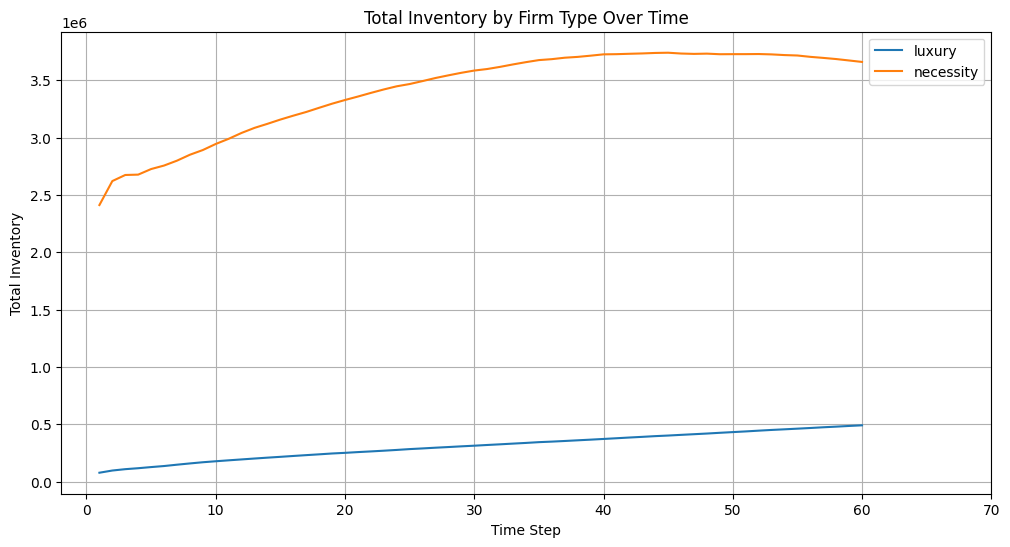 Total Inventory by Firm Type Over Time
1e6
luxury
necessity
3.5
3.0
2.5
2.0
1.5
1.0
0.5
0.0
Total Inventory
0 10 20 30 40 50 60 70
Time Step